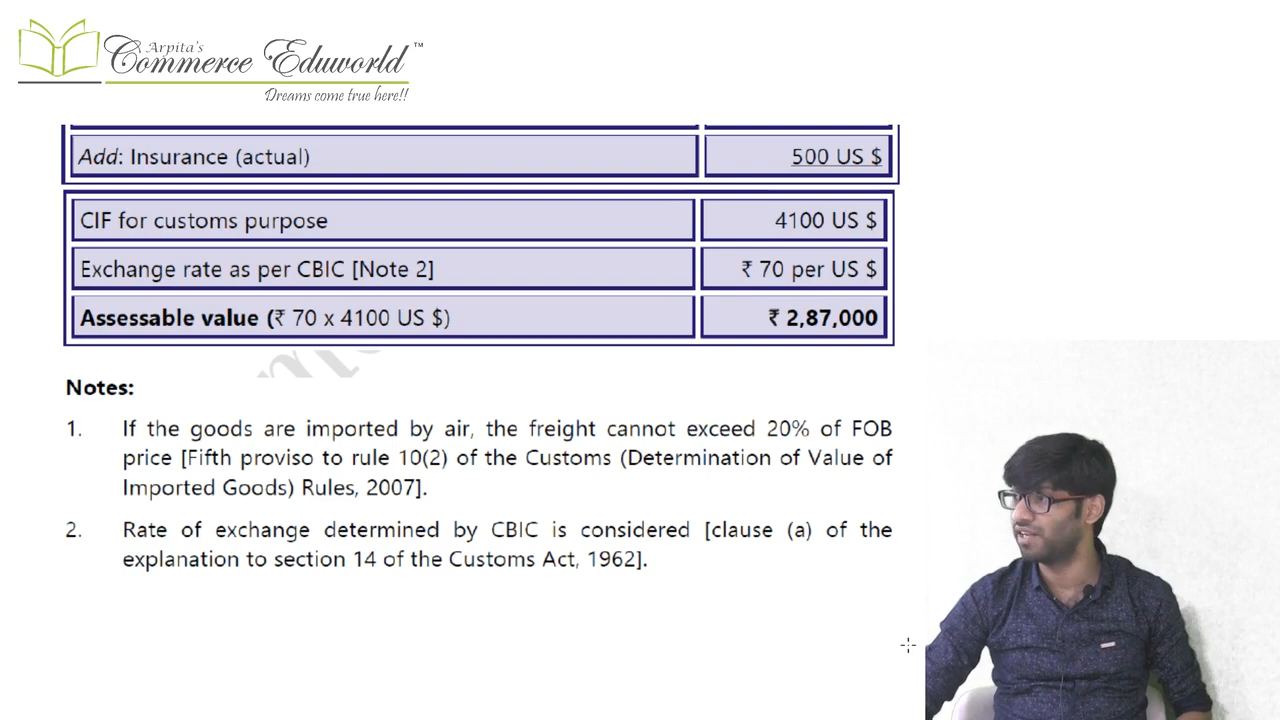 Arpita's
Commerce Eduworld™
Dreams come true here!!
Add: Insurance (actual) 500 US $
CIF for customs purpose 4100 US $
Exchange rate as per CBIC [Note 2] ₹ 70 per US $
Assessable value (₹ 70 x 4100 US $) ₹ 2,87,000
Notes:
1. If the goods are imported by air, the freight cannot exceed 20% of FOB
price [Fifth proviso to rule 10(2) of the Customs (Determination of Value of
Imported Goods) Rules, 2007].
2. Rate of exchange determined by CBIC is considered [clause (a) of the
explanation to section 14 of the Customs Act, 1962].